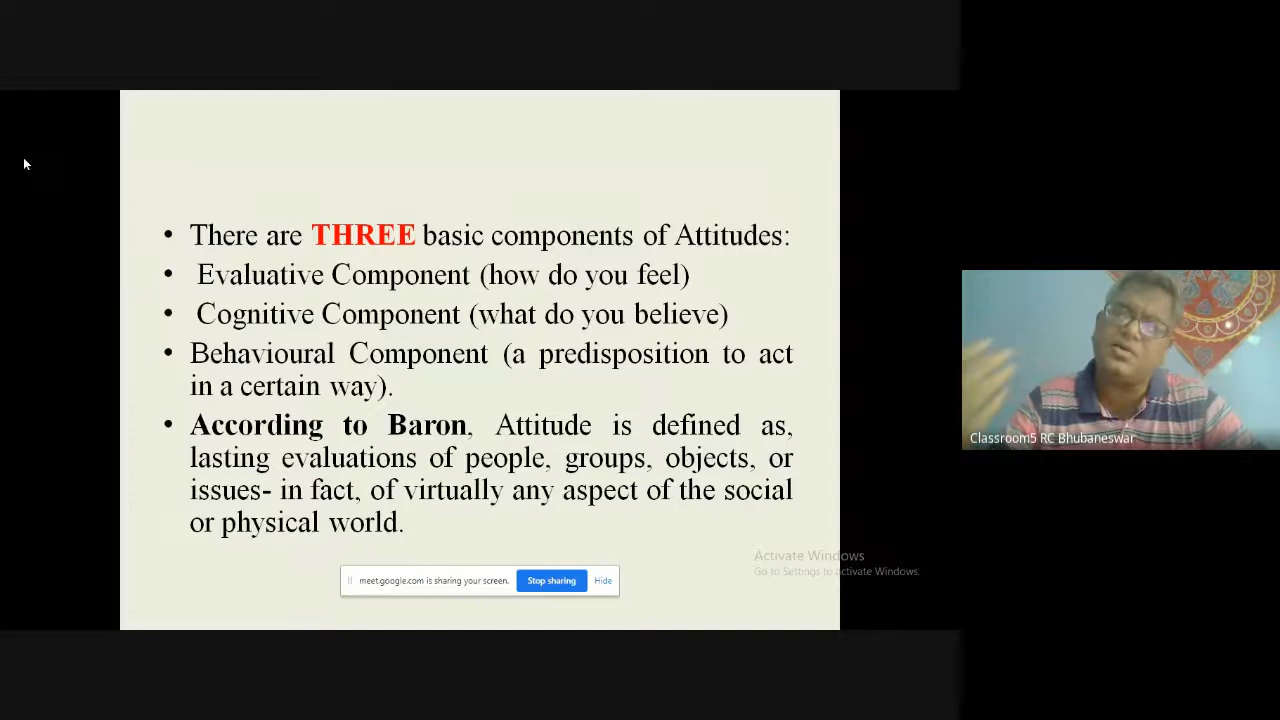 • There are THREE basic components of Attitudes:
• Evaluative Component (how do you feel)
• Cognitive Component (what do you believe)
• Behavioural Component (a predisposition to act
in a certain way).
• According to Baron, Attitude is defined as,
lasting evaluations of people, groups, objects, or
issues- in fact, of virtually any aspect of the social
or physical world.
meet.google.com is sharing your screen. Stop sharing Hide
Activate Windows
Go to Settings to activate Windows.
Classroom5 RC Bhubaneswar